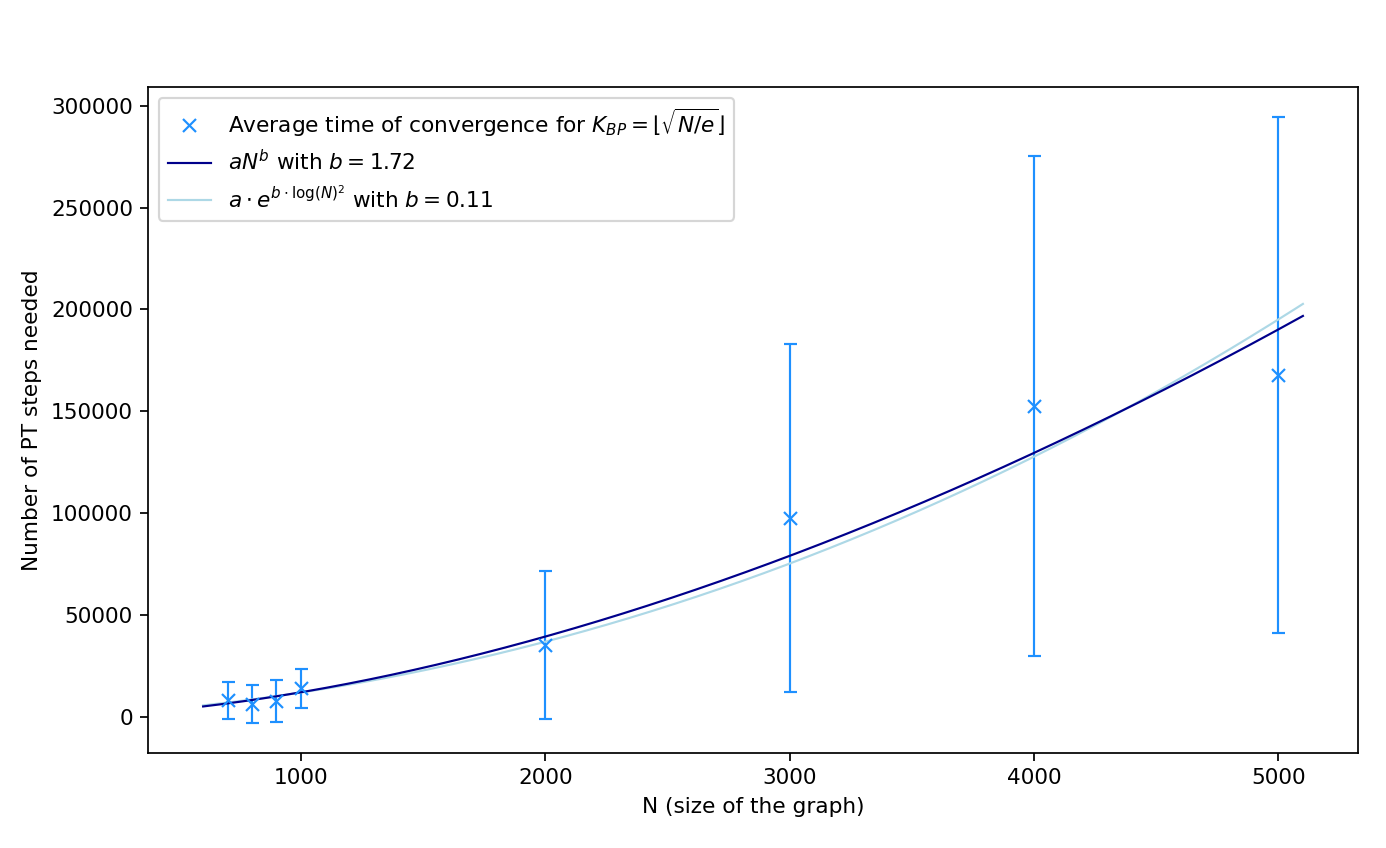 Average time of convergence for $K_{BP} = \lfloor\sqrt{N/e}\rfloor$
$aN^b$ with $b = 1.72$
$a \cdot e^{b \cdot \log(N)^2}$ with $b = 0.11$
300000
250000
200000
150000
100000
50000
0
Number of PT steps needed
1000 2000 3000 4000 5000
N (size of the graph)